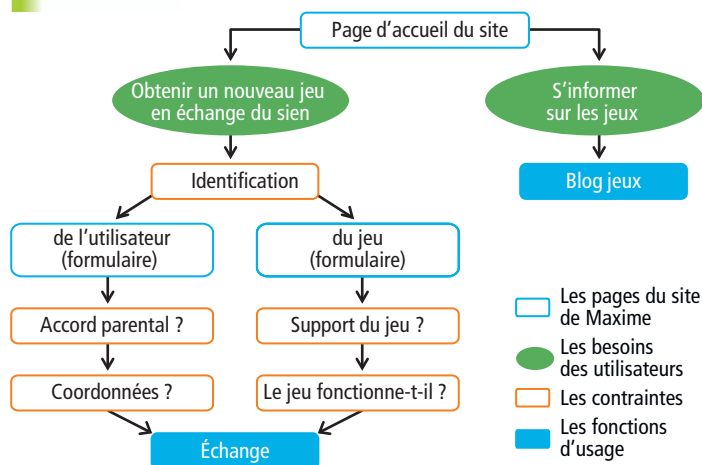 Page d'accueil du site
Obtenir un nouveau jeu
en échange du sien
S'informer
sur les jeux
Identification
Blog jeux
de l'utilisateur
(formulaire)
du jeu
(formulaire)
Accord parental ?
Support du jeu ?
Coordonnées ?
Le jeu fonctionne-t-il ?
Échange
Les pages du site
de Maxime
Les besoins
des utilisateurs
Les contraintes
Les fonctions
d'usage